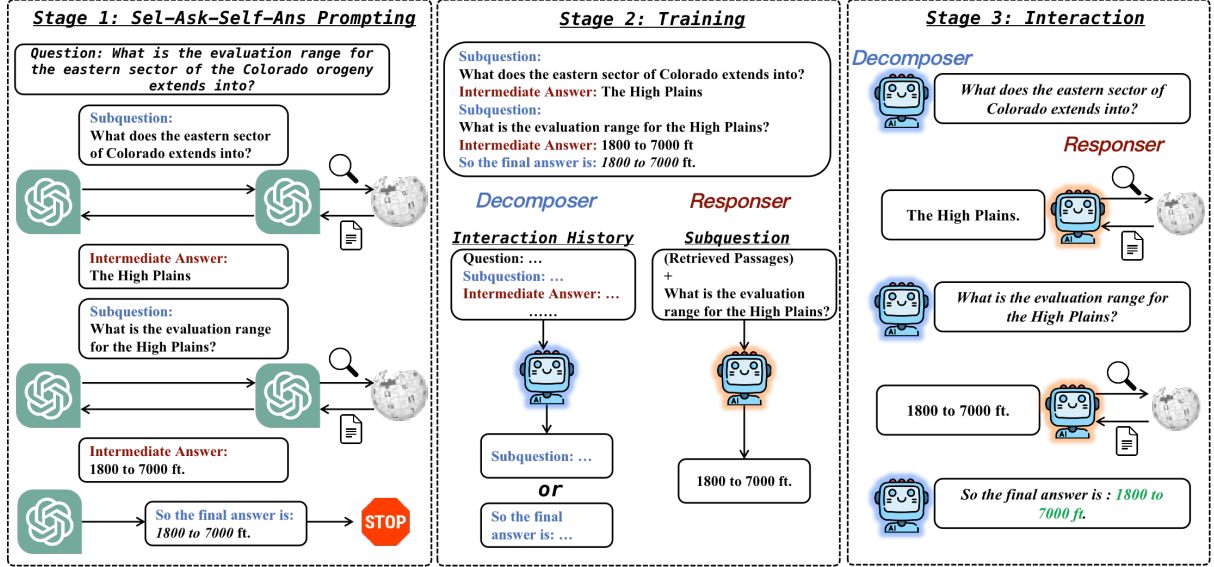 Stage 1: Sel-Ask-Self-Ans Prompting
Question: What is the evaluation range for
the eastern sector of the Colorado orogeny
extends into?
Subquestion:
What does the eastern sector
of Colorado extends into?
Intermediate Answer:
The High Plains
Subquestion:
What is the evaluation range
for the High Plains?
Intermediate Answer:
1800 to 7000 ft.
So the final answer is:
1800 to 7000 ft.
STOP
Stage 2: Training
Subquestion:
What does the eastern sector of Colorado extends into?
Intermediate Answer: The High Plains
Subquestion:
What is the evaluation range for the High Plains?
Intermediate Answer: 1800 to 7000 ft
So the final answer is: 1800 to 7000 ft.
Decomposer
Interaction History
Question: …
Subquestion: …
Intermediate Answer: …
……
AI
Subquestion: …
or
So the final
answer is: …
Responser
Subquestion
(Retrieved Passages)
+
What is the evaluation
range for the High Plains?
AI
1800 to 7000 ft.
Stage 3: Interaction
Decomposer
AI
What does the eastern sector of
Colorado extends into?
Responser
The High Plains.
AI
AI
What is the evaluation range for
the High Plains?
1800 to 7000 ft.
AI
AI
So the final answer is : 1800 to
7000 ft.